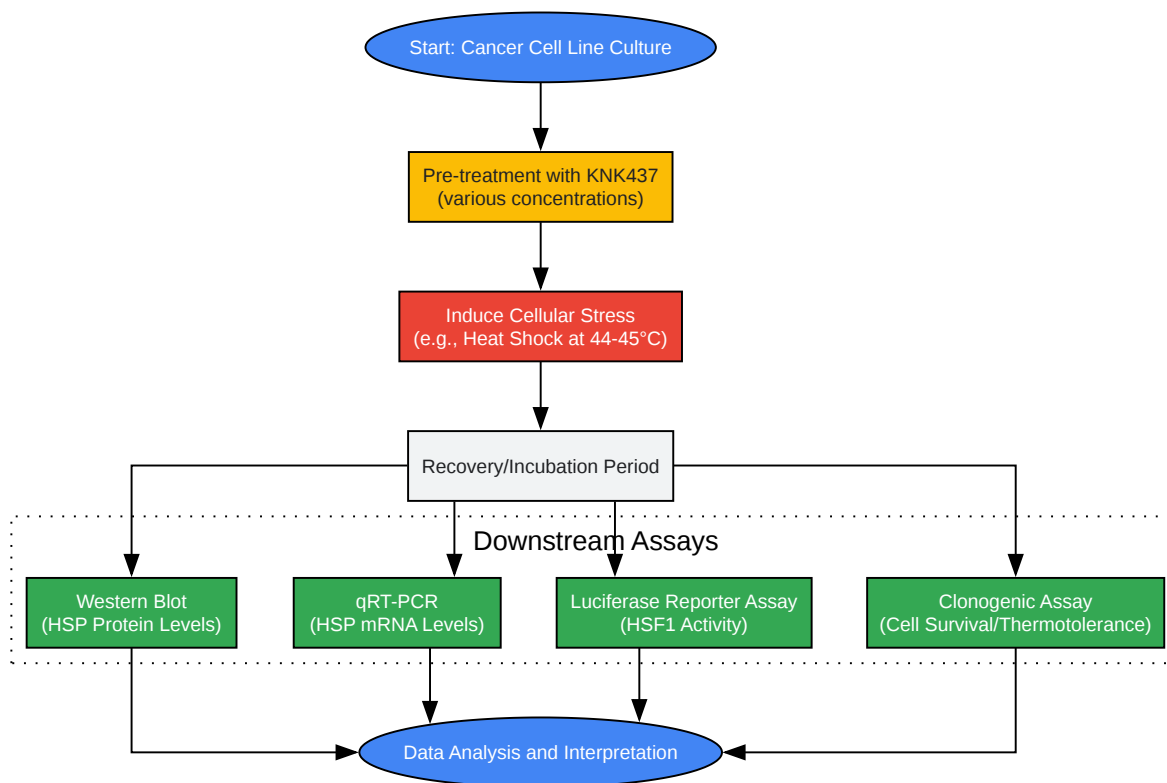 Start: Cancer Cell Line Culture
Pre-treatment with KNK437
(various concentrations)
Induce Cellular Stress
(e.g., Heat Shock at 44-45°C)
Recovery/Incubation Period
Downstream Assays
Western Blot
(HSP Protein Levels)
qRT-PCR
(HSP mRNA Levels)
Luciferase Reporter Assay
(HSF1 Activity)
Clonogenic Assay
(Cell Survival/Thermotolerance)
Data Analysis and Interpretation